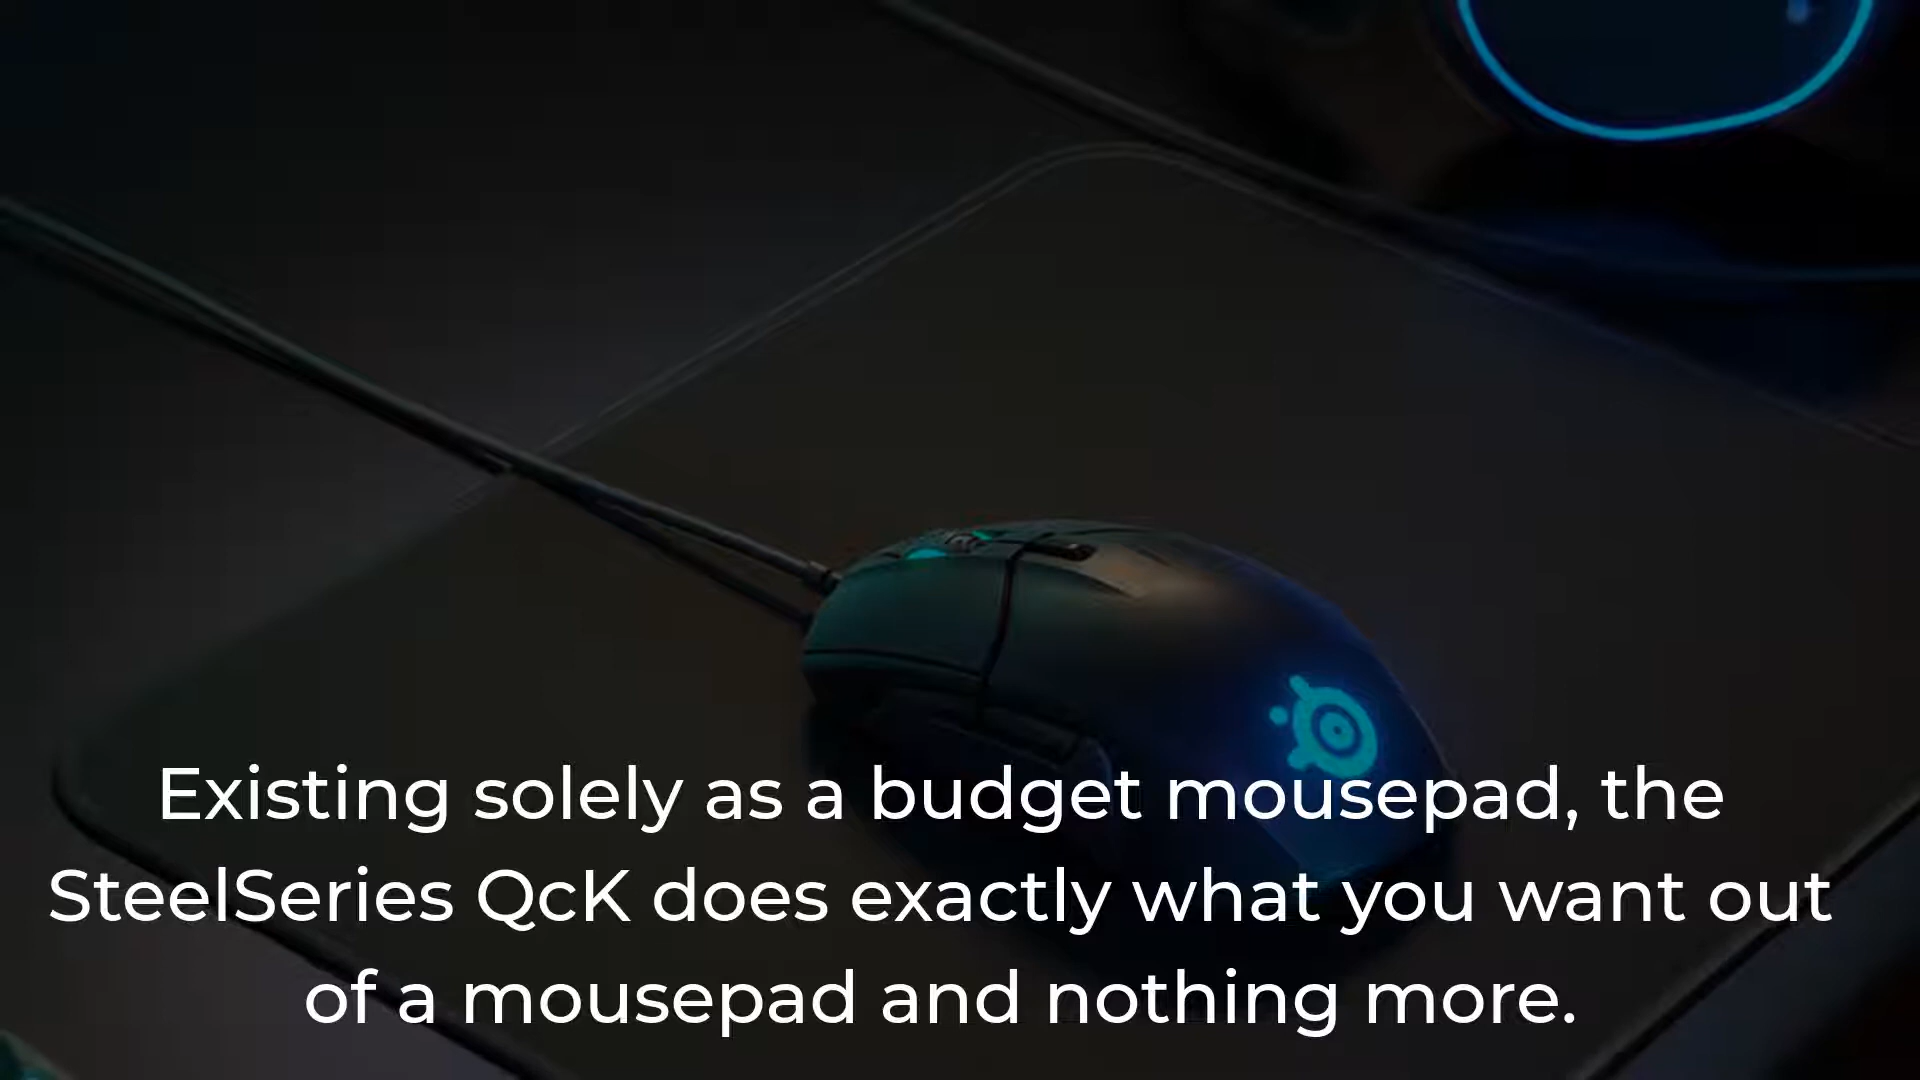 Existing solely as a budget mousepad, the
SteelSeries QcK does exactly what you want out
of a mousepad and nothing more.